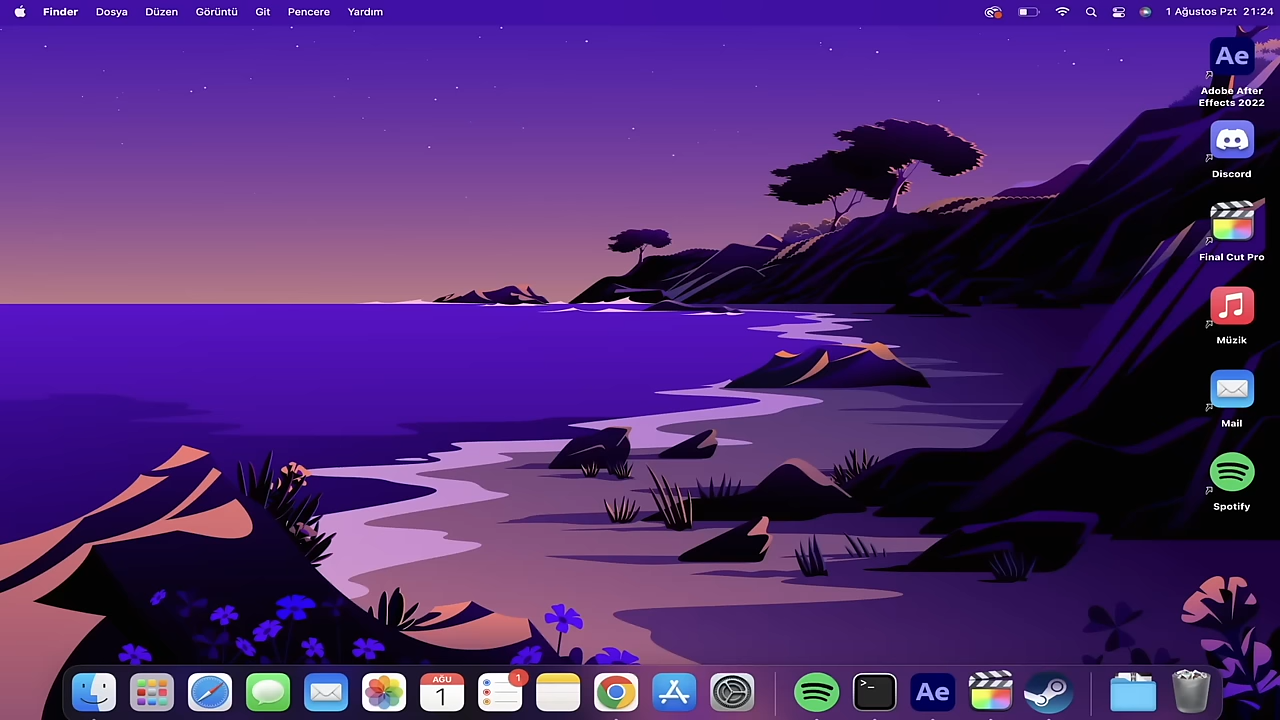 Finder Dosya Düzen Görüntü Git Pencere Yardım 1 Ağustos Pzt 21:24
Ae
Adobe After
Effects 2022
Discord
Final Cut Pro
Müzik
Mail
Spotify
AĞU
1
1
>_
Ae